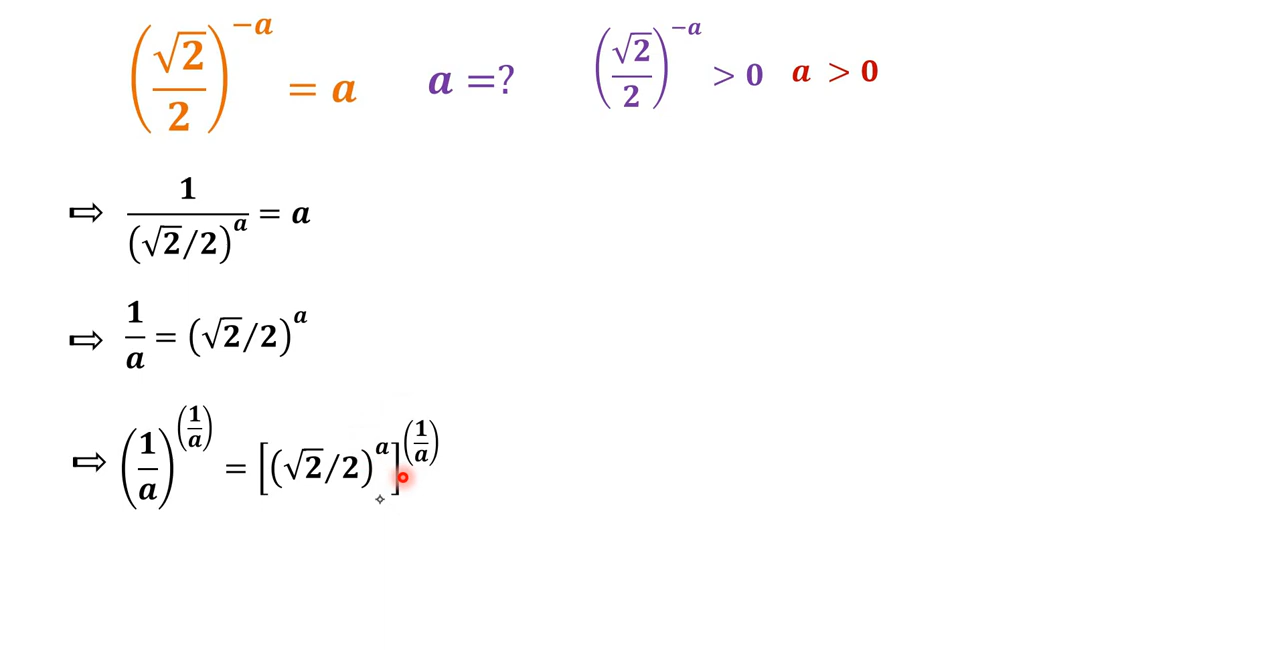 (√2/2)^{-a} = a   a =?   (√2/2)^{-a} > 0   a > 0
⇨ 1/(√2/2)^a = a
⇨ 1/a = (√2/2)^a
⇨ (1/a)^{(1/a)} = [(√2/2)^a]^{(1/a)}